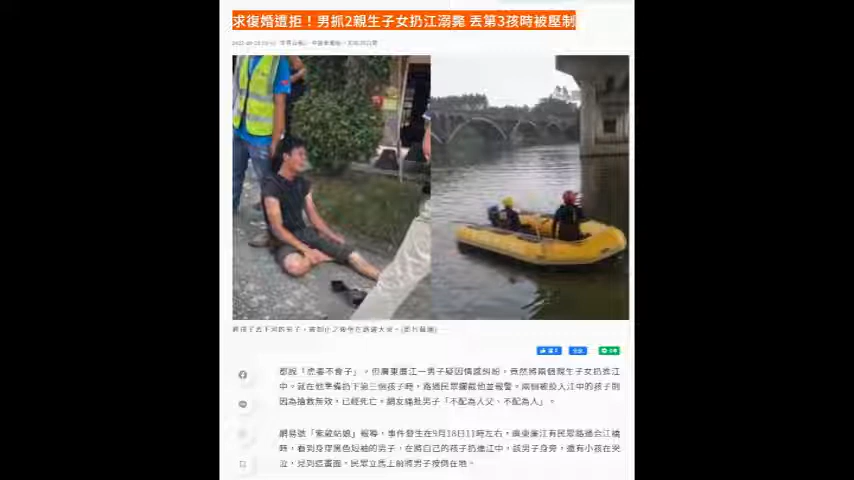 求復婚遭拒！男抓2親生子女扔江溺斃 丟第3孩時被壓制
都說「虎毒不食子」。但廣東廉江一男子疑因情感糾紛，竟然將兩個親生子女扔進江
中。就在他準備扔下第三個孩子時，路過民眾攔截他並報警。兩個被投入江中的孩子則
因為搶救無效，已經死亡。網友痛批男子「不配為人父、不配為人」。
網易號「紫葳姑娘」報導，事件發生在9月18日11時左右，廣東廉江有民眾路過合江橋
時，看到身穿黑色短袖的男子，在將自己的孩子扔進江中，該男子身旁，還有小孩在哭
泣，見到這畫面，民眾立馬上前將男子按倒在地。